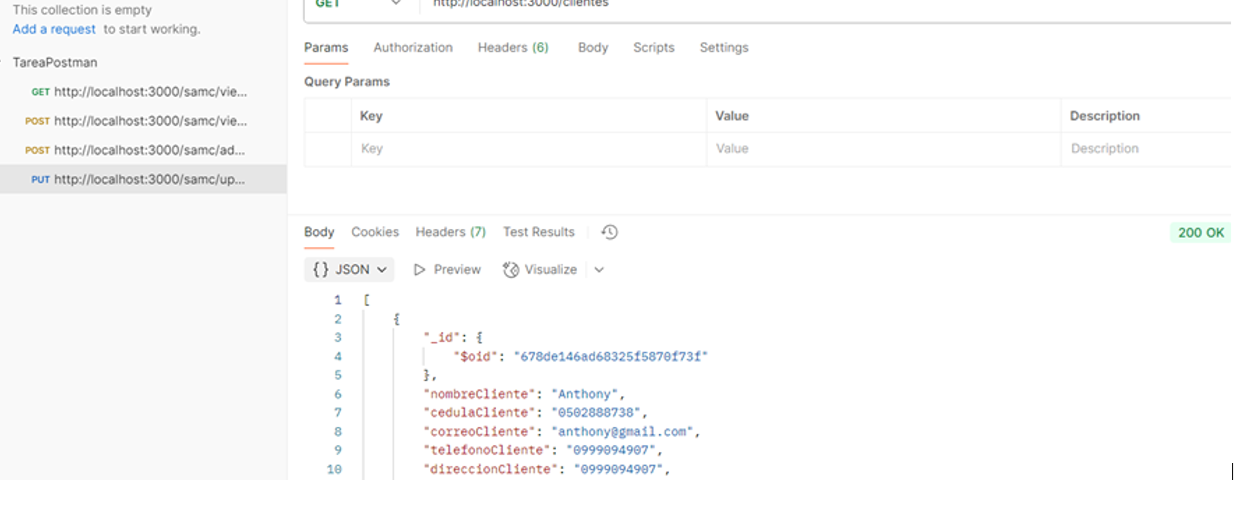 This collection is empty
Add a request to start working.
TareaPostman
GET http://localhost:3000/samc/vie...
POST http://localhost:3000/samc/vie...
POST http://localhost:3000/samc/ad...
PUT http://localhost:3000/samc/up...
GET http://localhost:3000/clientes
Params Authorization Headers (6) Body Scripts Settings
Query Params
Key Value Description
Key Value Description
Body Cookies Headers (7) Test Results 200 OK
{} JSON Preview Visualize
1 [
2 {
3 "_id": {
4 "$oid": "678de146ad68325f5870f73f"
5 },
6 "nombreCliente": "Anthony",
7 "cedulaCliente": "0502888738",
8 "correoCliente": "anthony@gmail.com",
9 "telefonoCliente": "0999094907",
10 "direccionCliente": "0999094907",